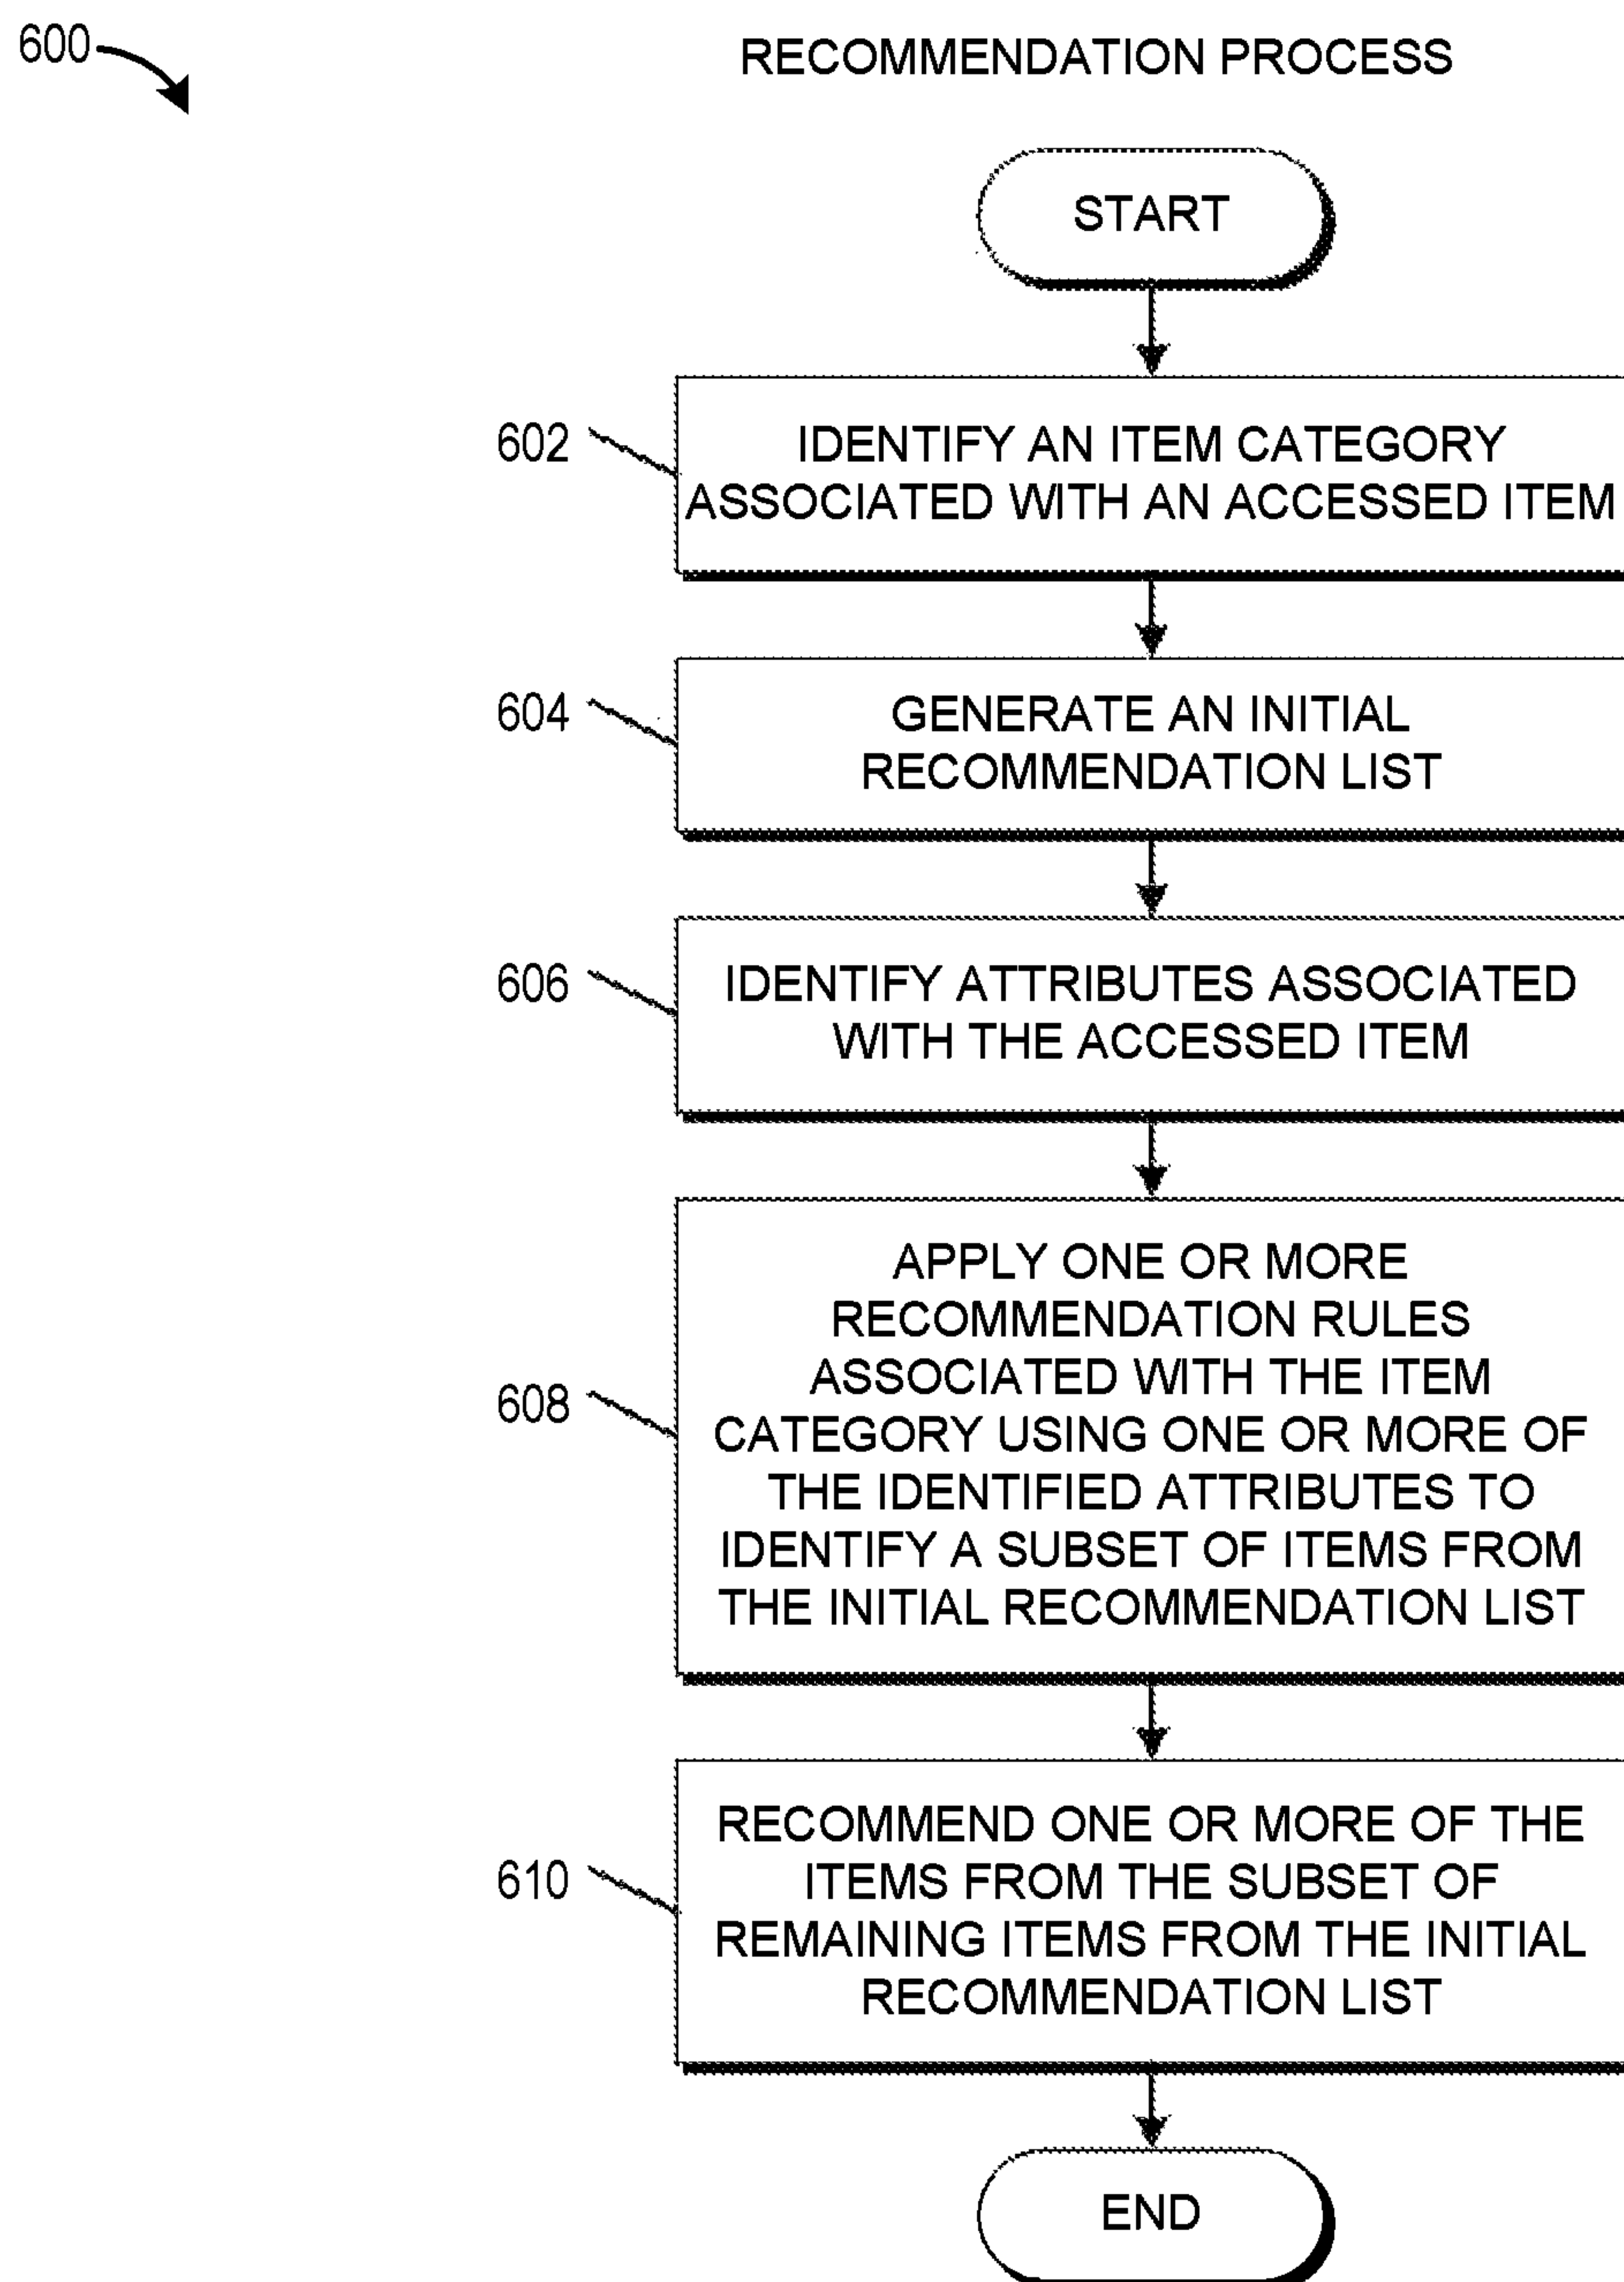 600
RECOMMENDATION PROCESS
START
602
IDENTIFY AN ITEM CATEGORY
ASSOCIATED WITH AN ACCESSED ITEM
604
GENERATE AN INITIAL
RECOMMENDATION LIST
606
IDENTIFY ATTRIBUTES ASSOCIATED
WITH THE ACCESSED ITEM
608
APPLY ONE OR MORE
RECOMMENDATION RULES
ASSOCIATED WITH THE ITEM
CATEGORY USING ONE OR MORE OF
THE IDENTIFIED ATTRIBUTES TO
IDENTIFY A SUBSET OF ITEMS FROM
THE INITIAL RECOMMENDATION LIST
610
RECOMMEND ONE OR MORE OF THE
ITEMS FROM THE SUBSET OF
REMAINING ITEMS FROM THE INITIAL
RECOMMENDATION LIST
END